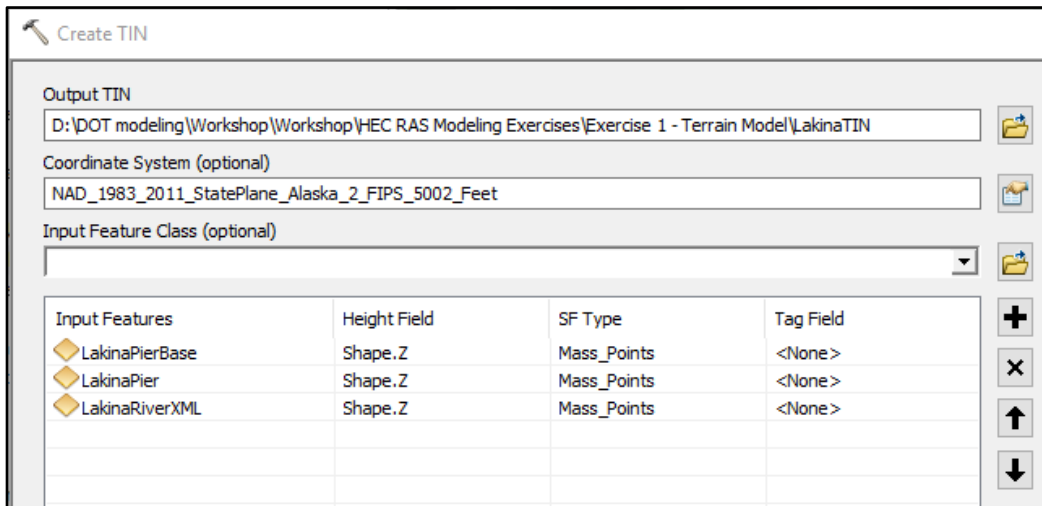 Create TIN
Output TIN
D:\DOT modeling\Workshop\Workshop\HEC RAS Modeling Exercises\Exercise 1 - Terrain Model\LakinaTIN
Coordinate System (optional)
NAD_1983_2011_StatePlane_Alaska_2_FIPS_5002_Feet
Input Feature Class (optional)
Input Features Height Field SF Type Tag Field
LakinaPierBase Shape.Z Mass_Points <None>
LakinaPier Shape.Z Mass_Points <None>
LakinaRiverXML Shape.Z Mass_Points <None>